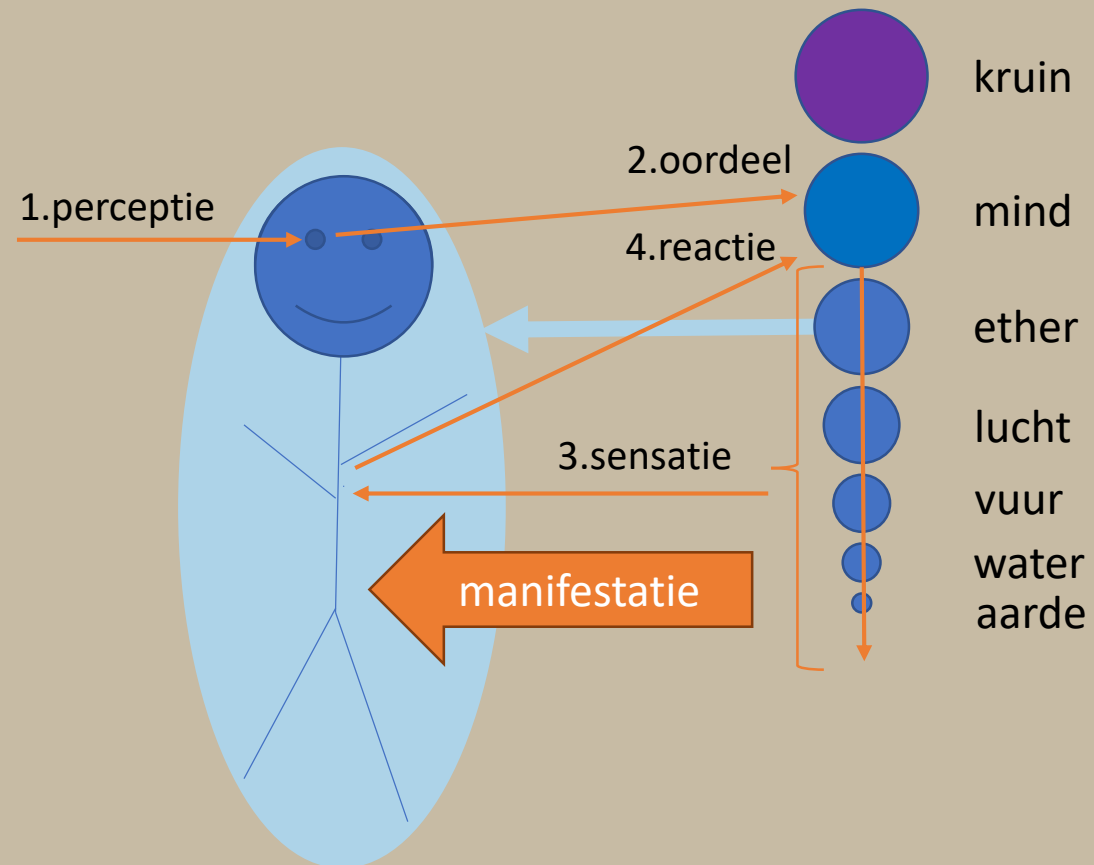 kruin
2.oordeel
1.perceptie
mind
4.reactie
ether
lucht
3.sensatie
vuur
water
manifestatie
aarde